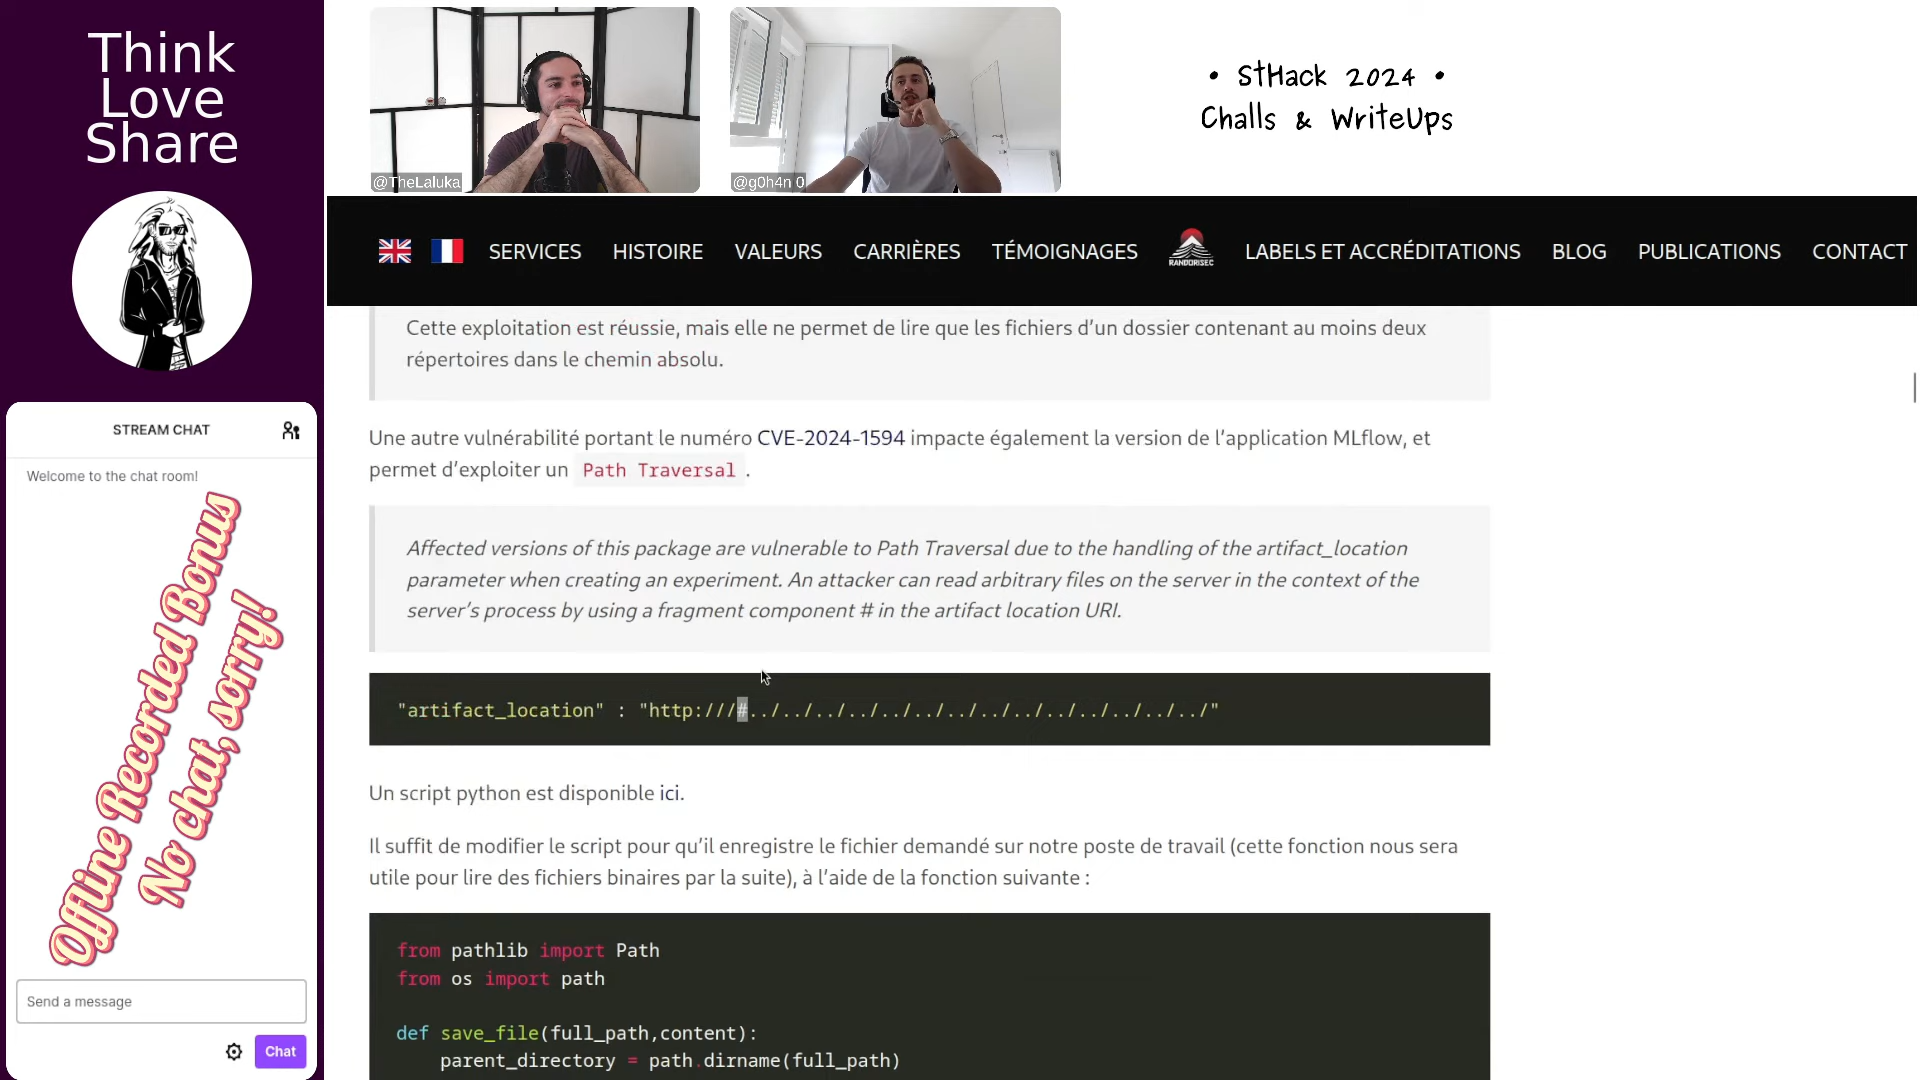 Think
Love
Share
@TheLaluka
@g0h4n 0
• StHack 2024 •
Challs & WriteUps
SERVICES HISTOIRE VALEURS CARRIÈRES TÉMOIGNAGES RANDORISEC LABELS ET ACCRÉDITATIONS BLOG PUBLICATIONS CONTACT
Cette exploitation est réussie, mais elle ne permet de lire que les fichiers d’un dossier contenant au moins deux
répertoires dans le chemin absolu.
Une autre vulnérabilité portant le numéro CVE-2024-1594 impacte également la version de l’application MLflow, et
permet d’exploiter un Path Traversal .
Affected versions of this package are vulnerable to Path Traversal due to the handling of the artifact_location
parameter when creating an experiment. An attacker can read arbitrary files on the server in the context of the
server’s process by using a fragment component # in the artifact location URI.
"artifact_location" : "http:///#../../../../../../../../../../../../../../"
Un script python est disponible ici.
Il suffit de modifier le script pour qu’il enregistre le fichier demandé sur notre poste de travail (cette fonction nous sera
utile pour lire des fichiers binaires par la suite), à l’aide de la fonction suivante :
from pathlib import Path
from os import path
def save_file(full_path,content):
parent_directory = path.dirname(full_path)
STREAM CHAT
Welcome to the chat room!
Offline Recorded Bonus
No chat, sorry!
Send a message
Chat